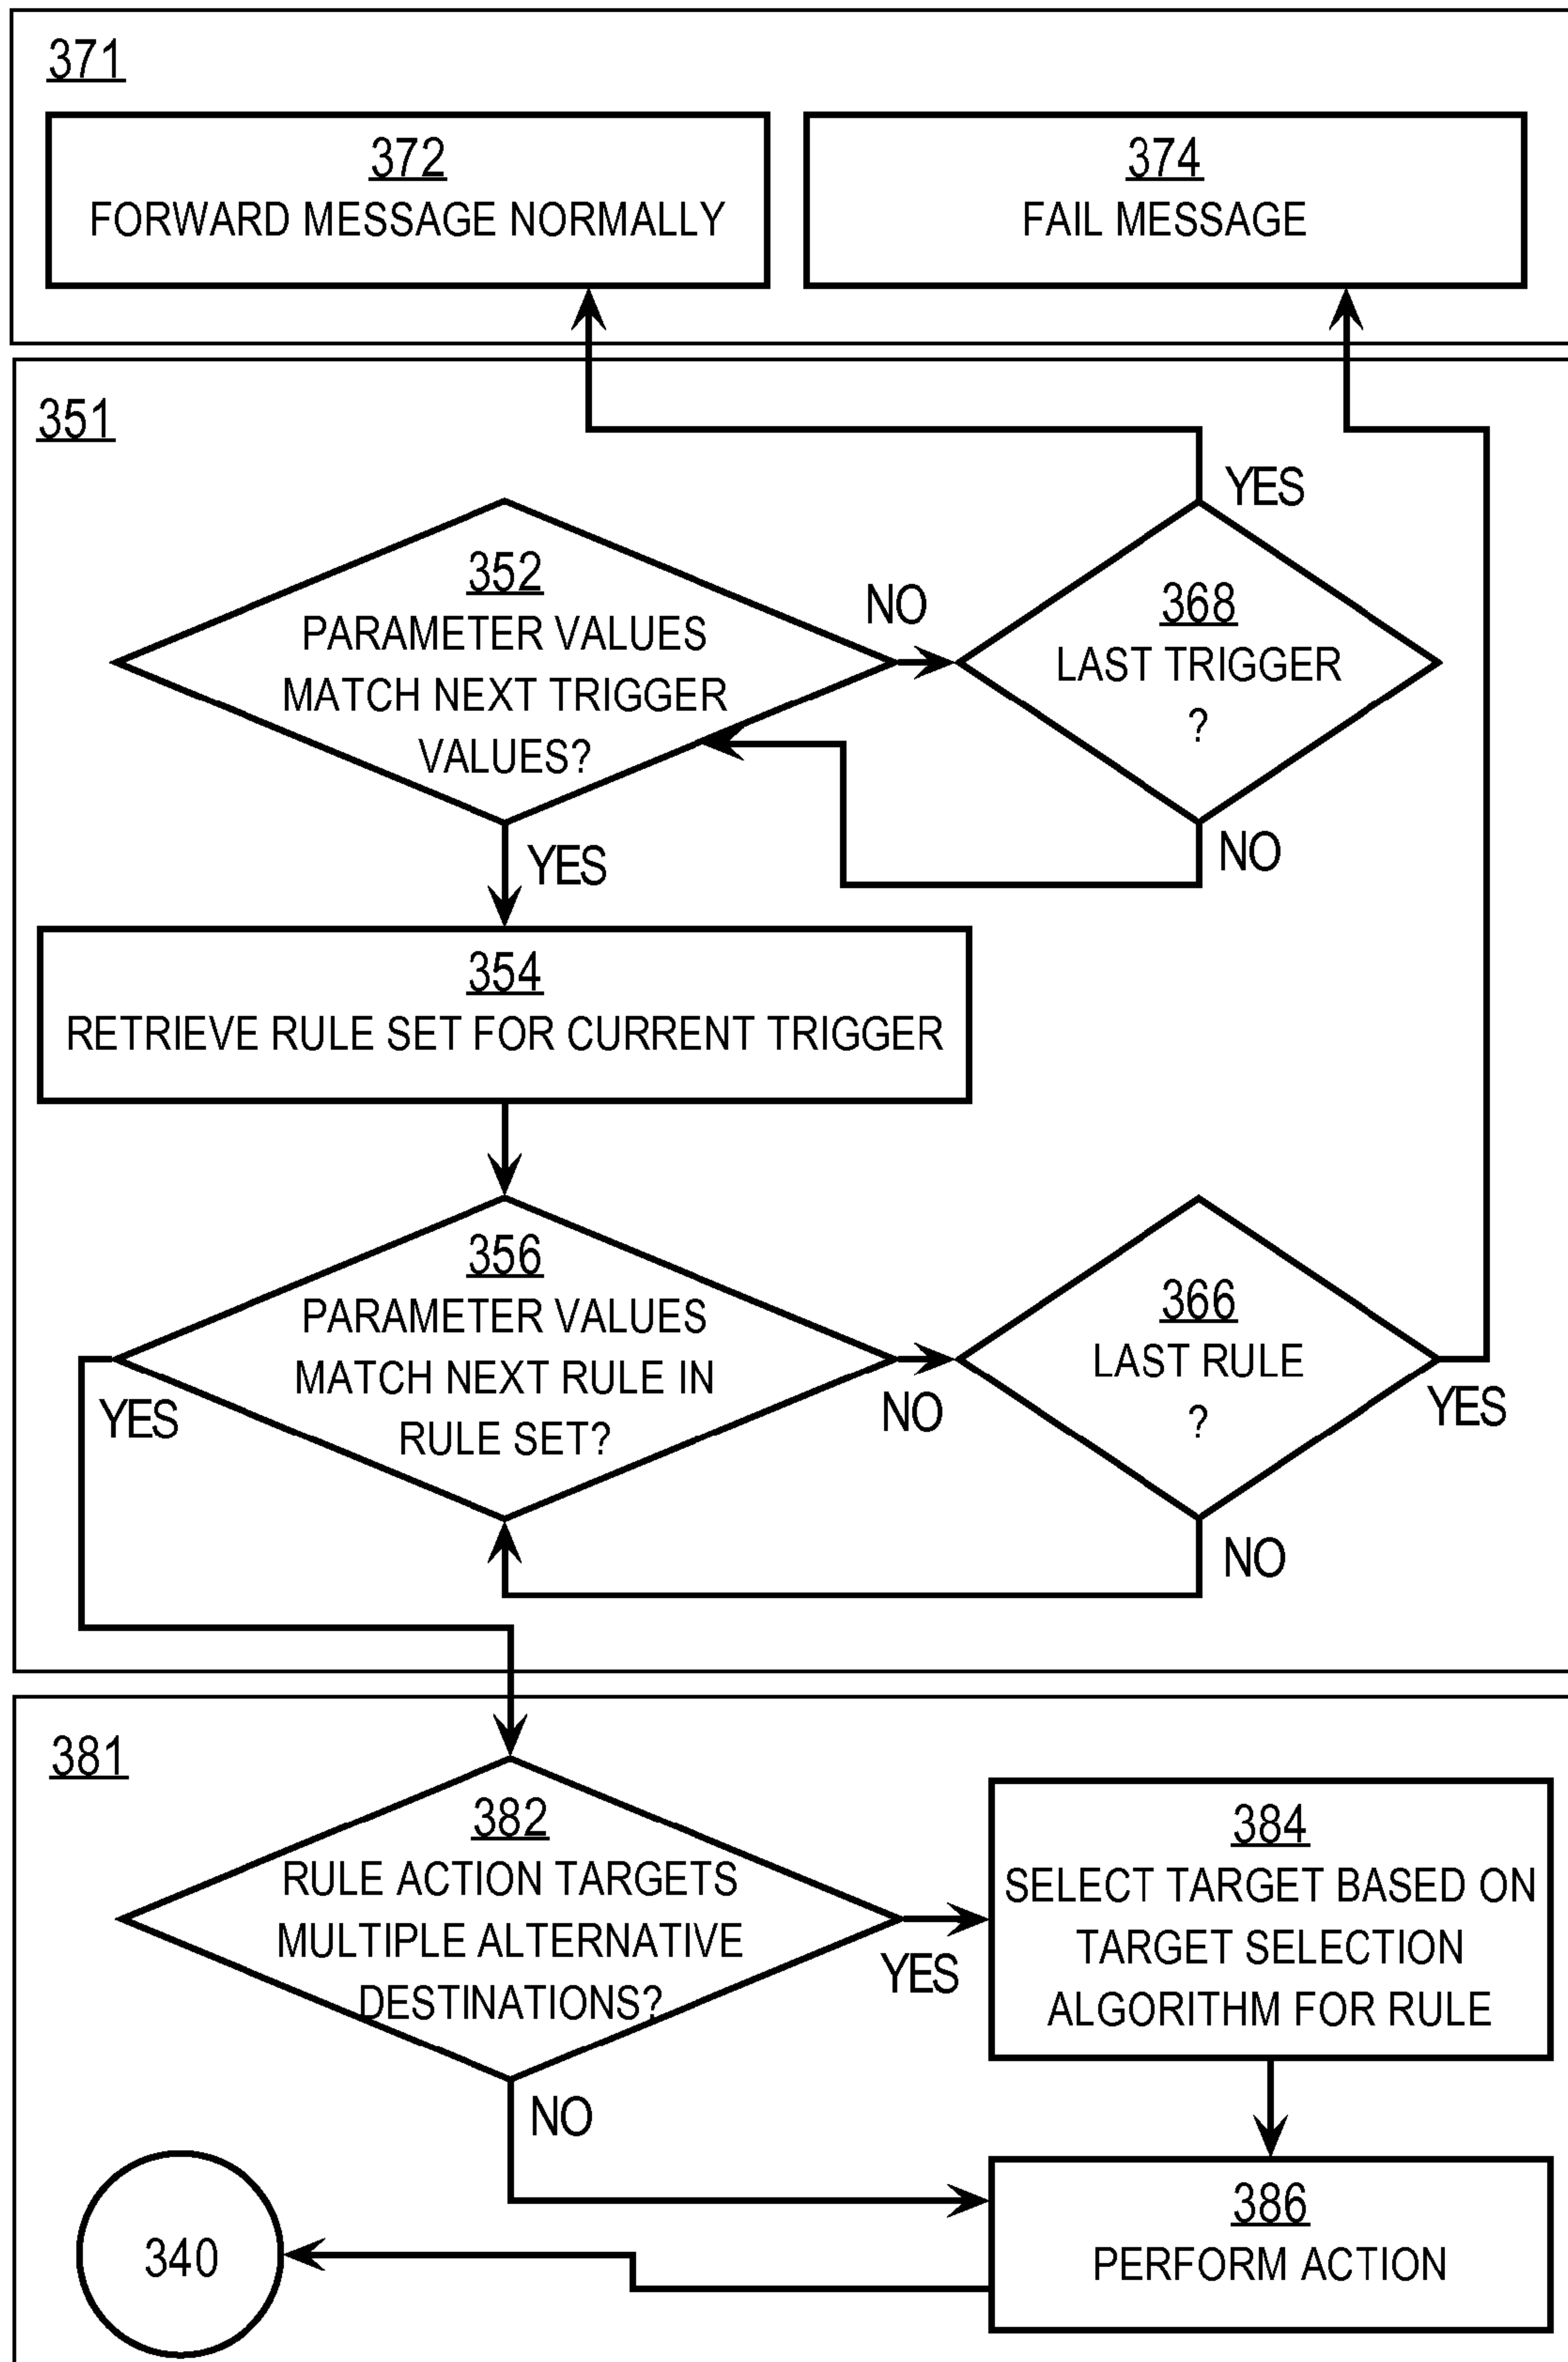 371
372
FORWARD MESSAGE NORMALLY
374
FAIL MESSAGE
351
YES
352
PARAMETER VALUES
MATCH NEXT TRIGGER
VALUES?
NO
368
LAST TRIGGER
?
YES
NO
354
RETRIEVE RULE SET FOR CURRENT TRIGGER
356
PARAMETER VALUES
MATCH NEXT RULE IN
RULE SET?
YES
NO
366
LAST RULE
?
YES
NO
381
382
RULE ACTION TARGETS
MULTIPLE ALTERNATIVE
DESTINATIONS?
YES
384
SELECT TARGET BASED ON
TARGET SELECTION
ALGORITHM FOR RULE
NO
340
386
PERFORM ACTION